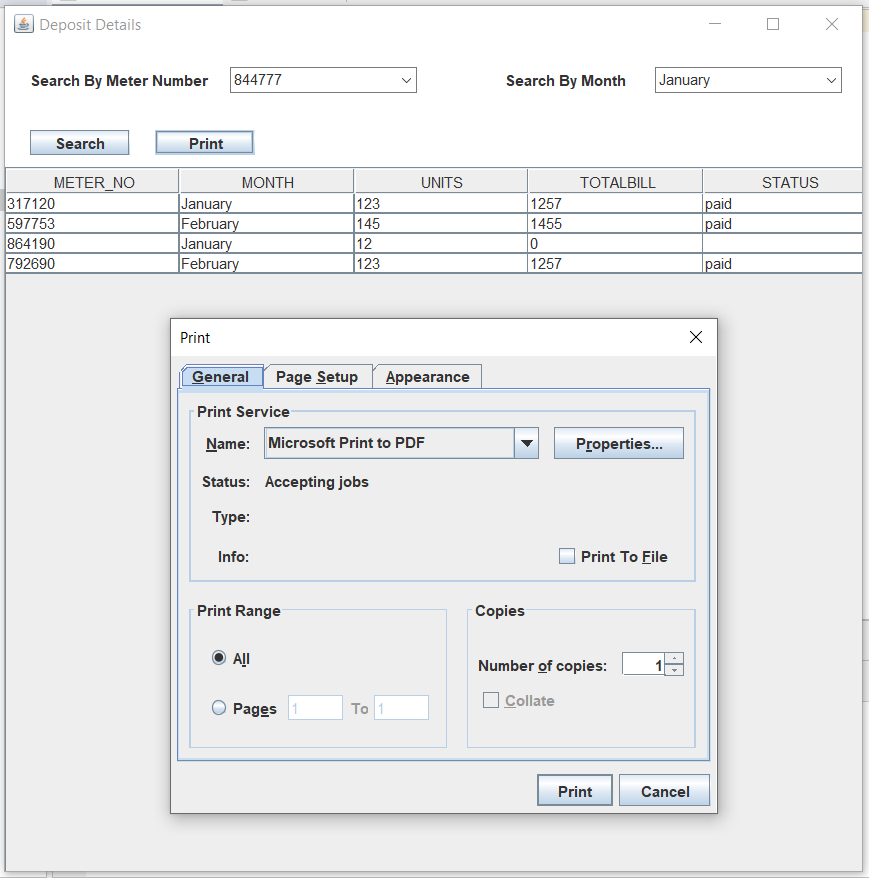 Deposit Details
Search By Meter Number 844777 Search By Month January
Search Print
METER_NO MONTH UNITS TOTALBILL STATUS
317120 January 123 1257 paid
597753 February 145 1455 paid
864190 January 12 0
792690 February 123 1257 paid
Print
General Page Setup Appearance
Print Service
Name: Microsoft Print to PDF Properties...
Status: Accepting jobs
Type:
Info: Print To File
Print Range Copies
All
Number of copies: 1
Pages 1 To 1
Collate
Print Cancel